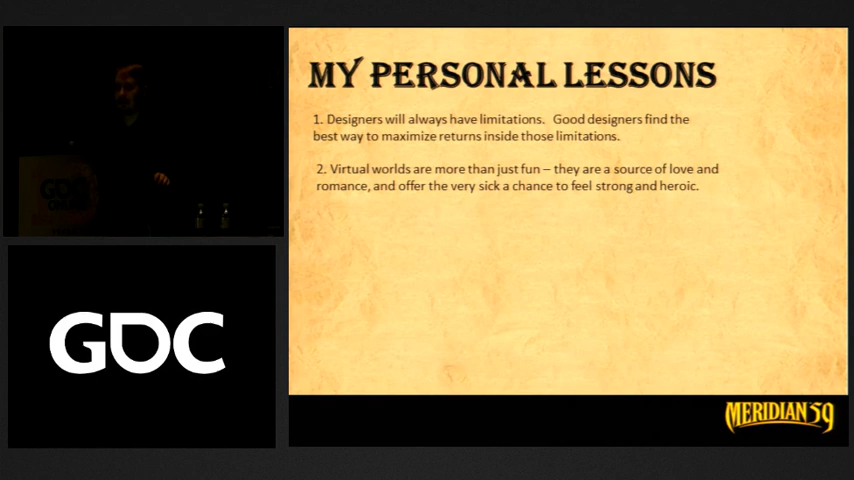 MY PERSONAL LESSONS
1. Designers will always have limitations. Good designers find the
best way to maximize returns inside those limitations.
2. Virtual worlds are more than just fun – they are a source of love and
romance, and offer the very sick a chance to feel strong and heroic.
MERIDIAN 59
GDC
GDC